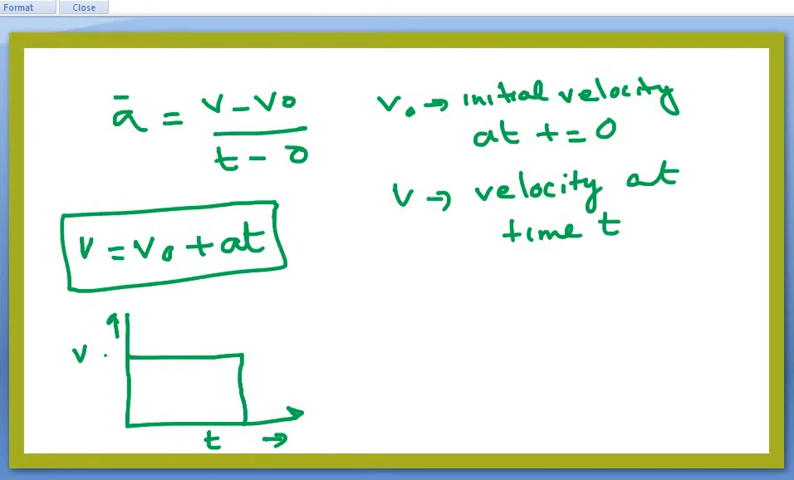 Format Close
ā = v - v0
t - 0
v0 → initial velocity
at t = 0
v → velocity at
time t
v = v0 + at
v
t →